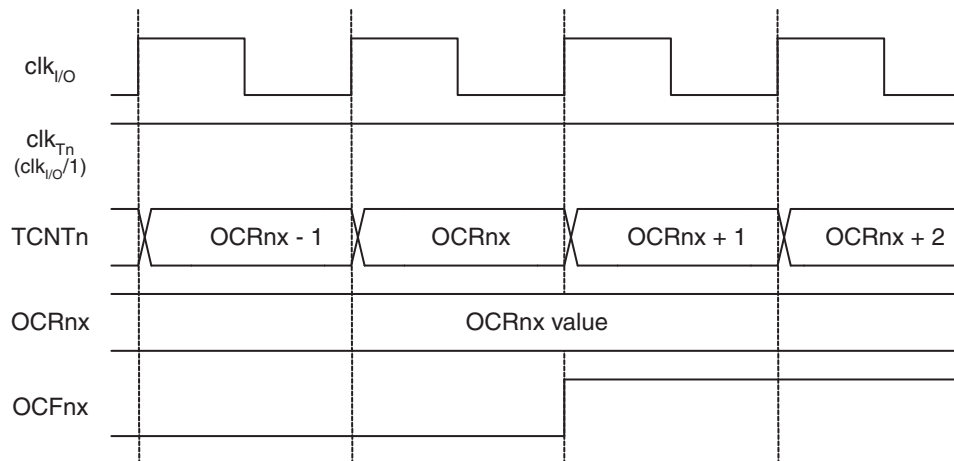 clkI/O
clkTn
(clkI/O/1)
TCNTn
OCRnx - 1
OCRnx
OCRnx + 1
OCRnx + 2
OCRnx
OCRnx value
OCFnx